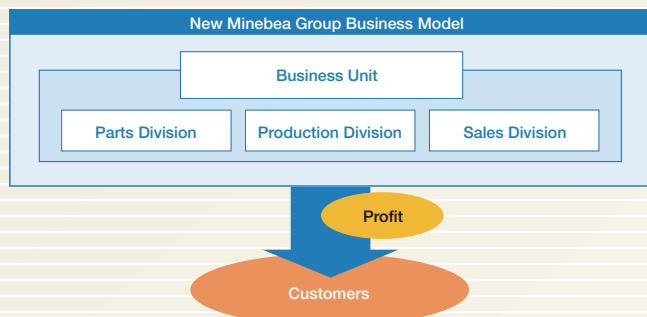 New Minebea Group Business Model
Business Unit
Parts Division
Production Division
Sales Division
Profit
Customers